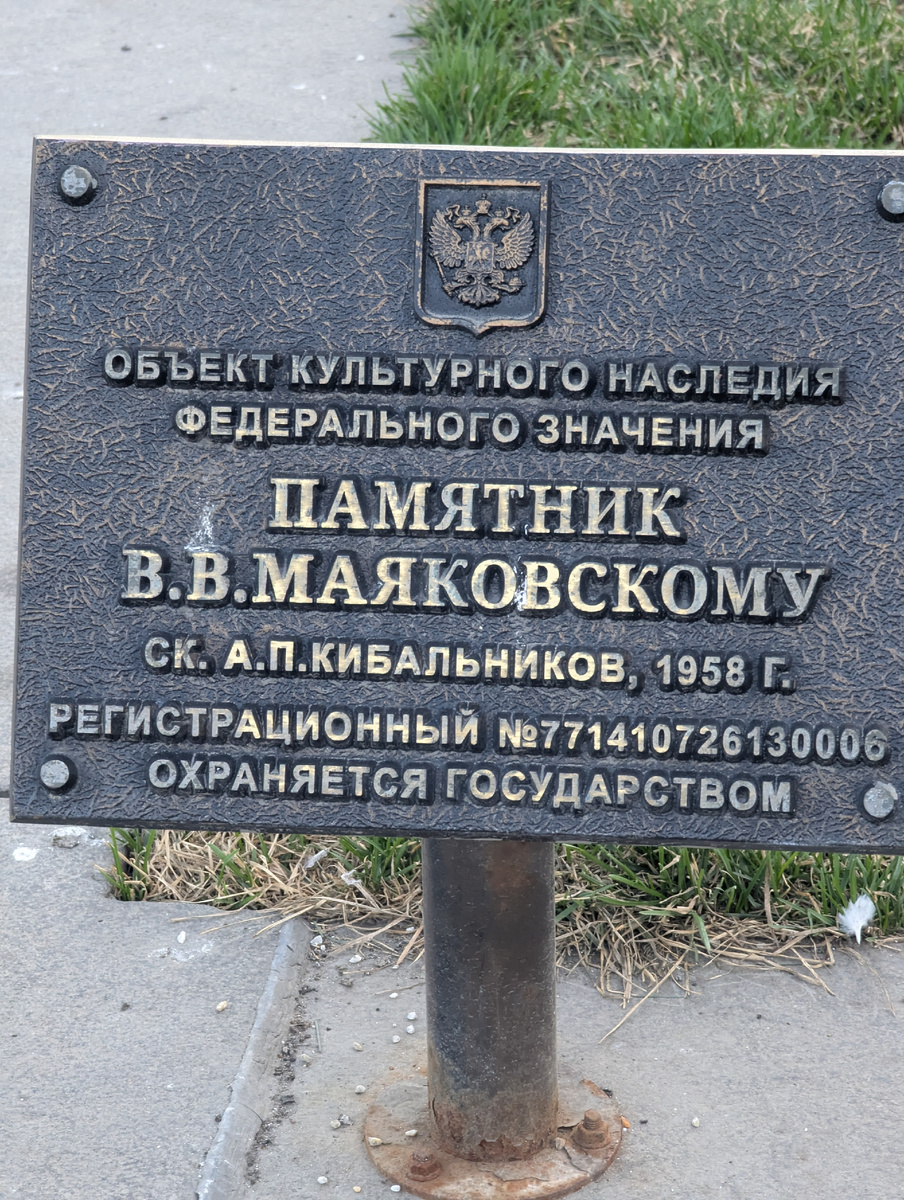 ОБЪЕКТ КУЛЬТУРНОГО НАСЛЕДИЯ
ФЕДЕРАЛЬНОГО ЗНАЧЕНИЯ
ПАМЯТНИК
В.В.МАЯКОВСКОМУ
СК. А.П.КИБАЛЬНИКОВ, 1958 Г.
РЕГИСТРАЦИОННЫЙ №771410726130006
ОХРАНЯЕТСЯ ГОСУДАРСТВОМ